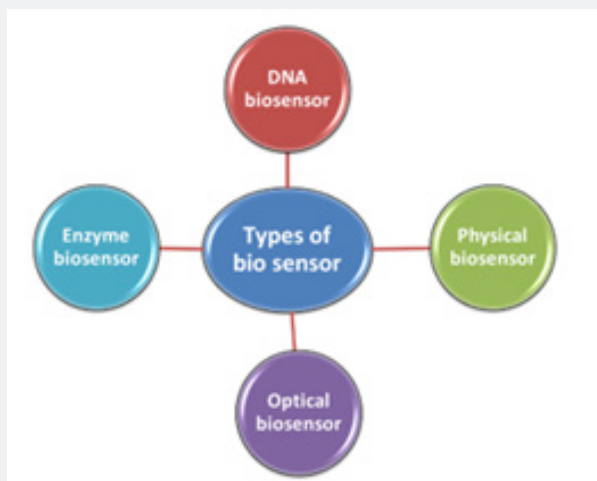 DNA
biosensor
Enzyme
biosensor
Types of
bio sensor
Physical
biosensor
Optical
biosensor